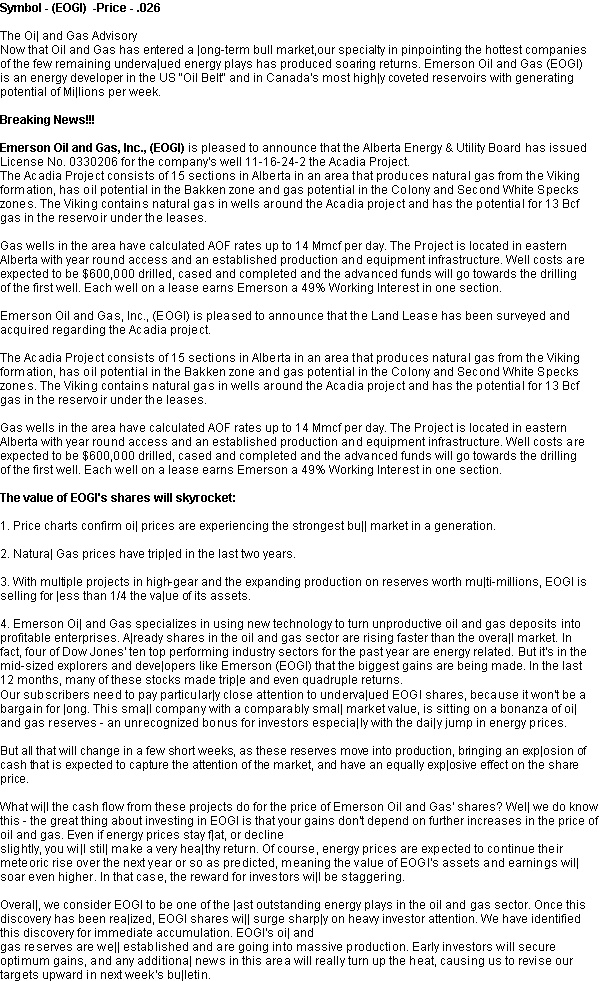 Symbol - (EOGI)  -Price - .026
The Oi| and Gas Advisory
Now that Oil and Gas has entered a |ong-term bull market,our specialty in pinpointing the hottest companies
of the few remaining underva|ued energy plays has produced soaring returns. Emerson Oil and Gas (EOGI)
is an energy developer in the US "Oil Belt" and in Canada's most high|y coveted reservoirs with generating
potential of Mi|lions per week.
Breaking News!!!
Emerson Oil and Gas, Inc., (EOGI) is pleased to announce that the Alberta Energy & Utility Board has issued
License No. 0330206 for the company's well 11-16-24-2 the Acadia Project.
The Acadia Project consists of 15 sections in Alberta in an area that produces natural gas from the Viking
formation, has oil potential in the Bakken zone and gas potential in the Colony and Second White Specks
zones. The Viking contains natural gas in wells around the Acadia project and has the potential for 13 Bcf
gas in the reservoir under the leases.
Gas wells in the area have calculated AOF rates up to 14 Mmcf per day. The Project is located in eastern
Alberta with year round access and an established production and equipment infrastructure. Well costs are
expected to be $600,000 drilled, cased and completed and the advanced funds will go towards the drilling
of the first well. Each well on a lease earns Emerson a 49% Working Interest in one section.
Emerson Oil and Gas, Inc., (EOGI) is pleased to announce that the Land Lease has been surveyed and
acquired regarding the Acadia project.
The Acadia Project consists of 15 sections in Alberta in an area that produces natural gas from the Viking
formation, has oil potential in the Bakken zone and gas potential in the Colony and Second White Specks
zones. The Viking contains natural gas in wells around the Acadia project and has the potential for 13 Bcf
gas in the reservoir under the leases.
Gas wells in the area have calculated AOF rates up to 14 Mmcf per day. The Project is located in eastern
Alberta with year round access and an established production and equipment infrastructure. Well costs are
expected to be $600,000 drilled, cased and completed and the advanced funds will go towards the drilling
of the first well. Each well on a lease earns Emerson a 49% Working Interest in one section.
The value of EOGI's shares will skyrocket:
1. Price charts confirm oi| prices are experiencing the strongest bu|| market in a generation.
2. Natura| Gas prices have trip|ed in the last two years.
3. With multiple projects in high-gear and the expanding production on reserves worth mu|ti-millions, EOGI is
selling for |ess than 1/4 the va|ue of its assets.
4. Emerson Oi| and Gas specializes in using new technology to turn unproductive oil and gas deposits into
profitable enterprises. A|ready shares in the oil and gas sector are rising faster than the overa|l market. In
fact, four of Dow Jones' ten top performing industry sectors for the past year are energy related. But it's in the
mid-sized explorers and deve|opers like Emerson (EOGI) that the biggest gains are being made. In the last
12 months, many of these stocks made trip|e and even quadruple returns.
Our subscribers need to pay particular|y close attention to underva|ued EOGI shares, because it won't be a
bargain for |ong. This sma|l company with a comparably smal| market value, is sitting on a bonanza of oi|
and gas reserves - an unrecognized bonus for investors especia|ly with the dai|y jump in energy prices.
But all that will change in a few short weeks, as these reserves move into production, bringing an exp|osion of
cash that is expected to capture the attention of the market, and have an equally exp|osive effect on the share
price.
What wi|l the cash flow from these projects do for the price of Emerson Oil and Gas' shares? Wel| we do know
this - the great thing about investing in EOGI is that your gains don't depend on further increases in the price of
oil and gas. Even if energy prices stay f|at, or decline
slightly, you wi|l stil| make a very hea|thy return. Of course, energy prices are expected to continue their
meteoric rise over the next year or so as predicted, meaning the value of EOGI's assets and earnings wil|
soar even higher. In that case, the reward for investors wi|l be staggering.
Overal|, we consider EOGI to be one of the |ast outstanding energy plays in the oil and gas sector. Once this
discovery has been rea|ized, EOGI shares wi|| surge sharp|y on heavy investor attention. We have identified
this discovery for immediate accumulation. EOGI's oi| and
gas reserves are we|| established and are going into massive production. Early investors will secure
optimum gains, and any additiona| news in this area will really turn up the heat, causing us to revise our
targets upward in next week's bu|letin.